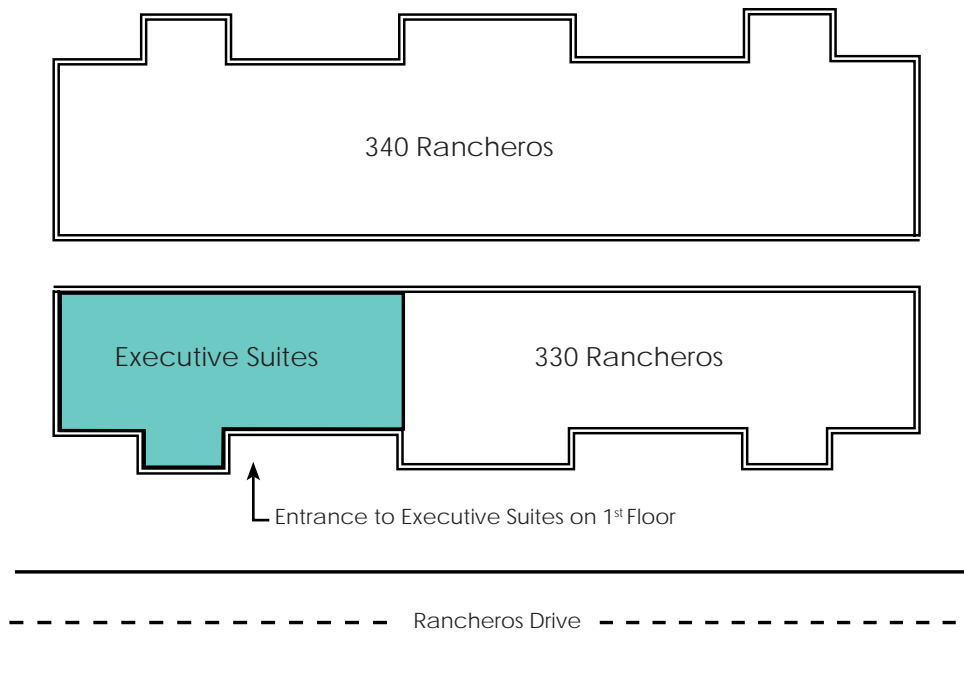 340 Rancheros
Executive Suites
330 Rancheros
Entrance to Executive Suites on 1st Floor
Rancheros Drive